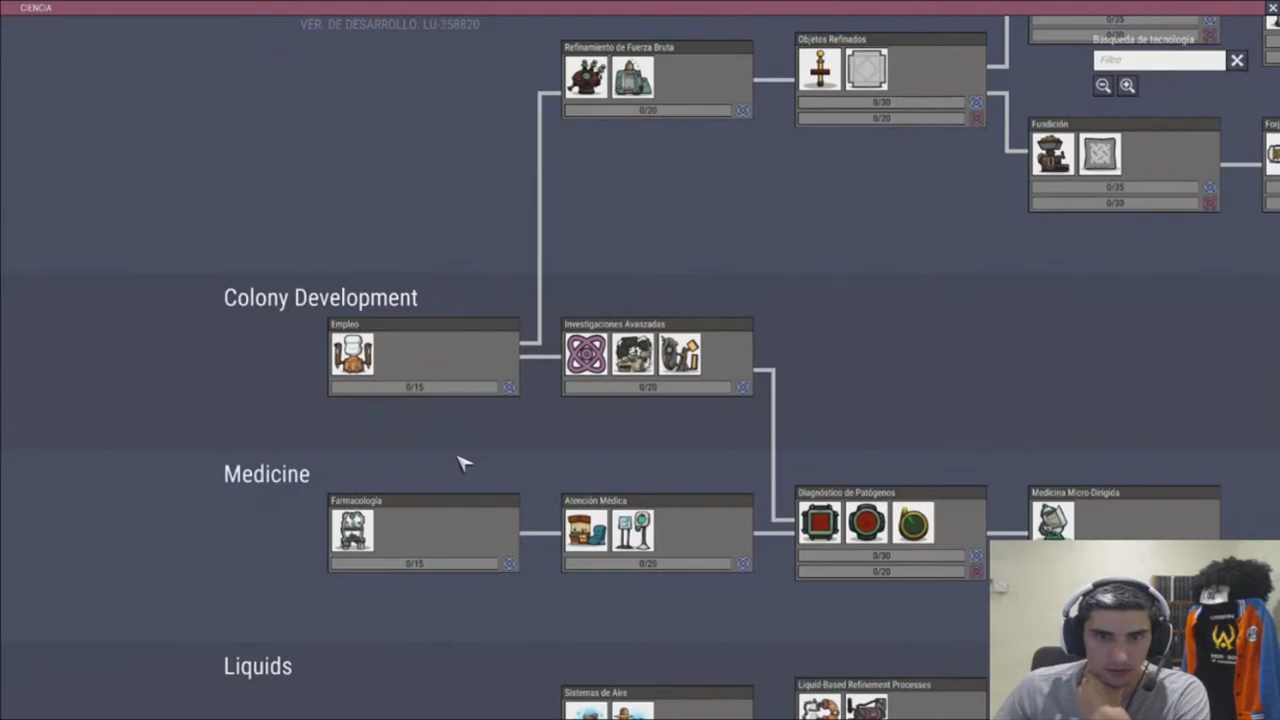 CIENCIA
VER. DE DESARROLLO: LU-358820
Refinamiento de Fuerza Bruta
0/20
Objetos Refinados
0/30
0/20
0/35
Búsqueda de tecnología
Filtro
Fundición
0/35
0/30
Colony Development
Empleo
0/15
Investigaciones Avanzadas
0/20
Medicine
Farmacología
0/15
Atención Médica
0/20
Diagnóstico de Patógenos
0/30
0/20
Medicina Micro-Dirigida
Liquids
Sistemas de Aire
Liquid-Based Refinement Processes